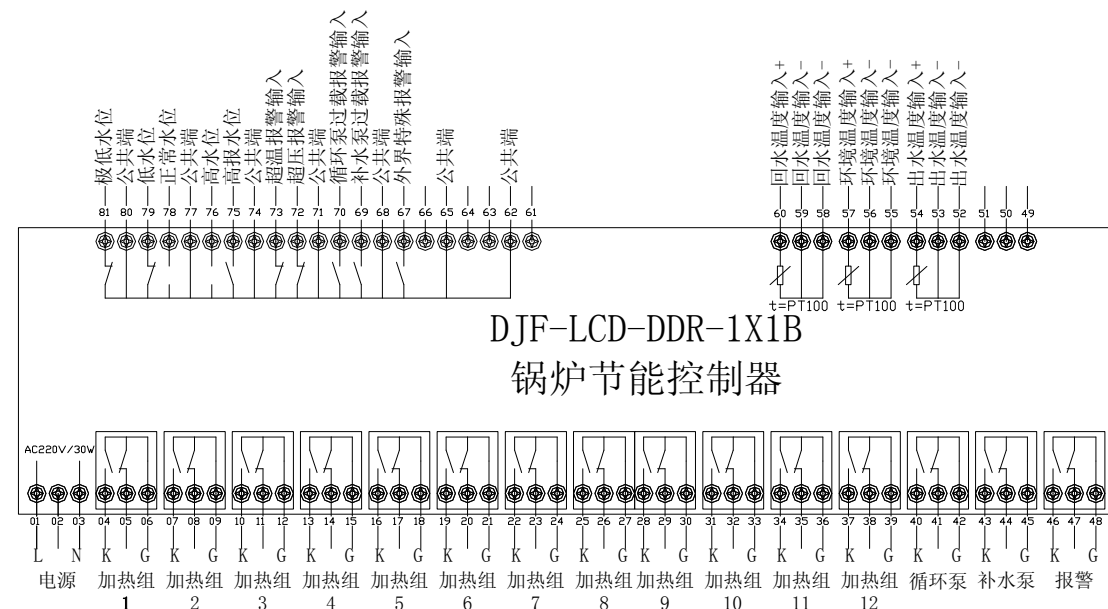 极低水位
公共端
低水位
正常水位
公共端
高水位
高报水位
公共端
超温报警输入
超压报警输入
公共端
循环泵过载报警输入
补水泵过载报警输入
公共端
外界特殊报警输入
公共端
公共端
回水温度输入+
回水温度输入-
回水温度输入-
环境温度输入+
环境温度输入-
环境温度输入-
出水温度输入+
出水温度输入-
出水温度输入-
81 80 79 78 77 76 75 74 73 72 71 70 69 68 67 66 65 64 63 62 61 60 59 58 57 56 55 54 53 52 51 50 49
t=PT100 t=PT100 t=PT100
DJF-LCD-DDR-1X1B
锅炉节能控制器
AC220V/30W
01 02 03 04 05 06 07 08 09 10 11 12 13 14 15 16 17 18 19 20 21 22 23 24 25 26 27 28 29 30 31 32 33 34 35 36 37 38 39 40 41 42 43 44 45 46 47 48
L N K G K G K G K G K G K G K G K G K G K G K G K G K G K G K G
电源 加热组 加热组 加热组 加热组 加热组 加热组 加热组 加热组 加热组 加热组 加热组 加热组 循环泵 补水泵 报警
1 2 3 4 5 6 7 8 9 10 11 12